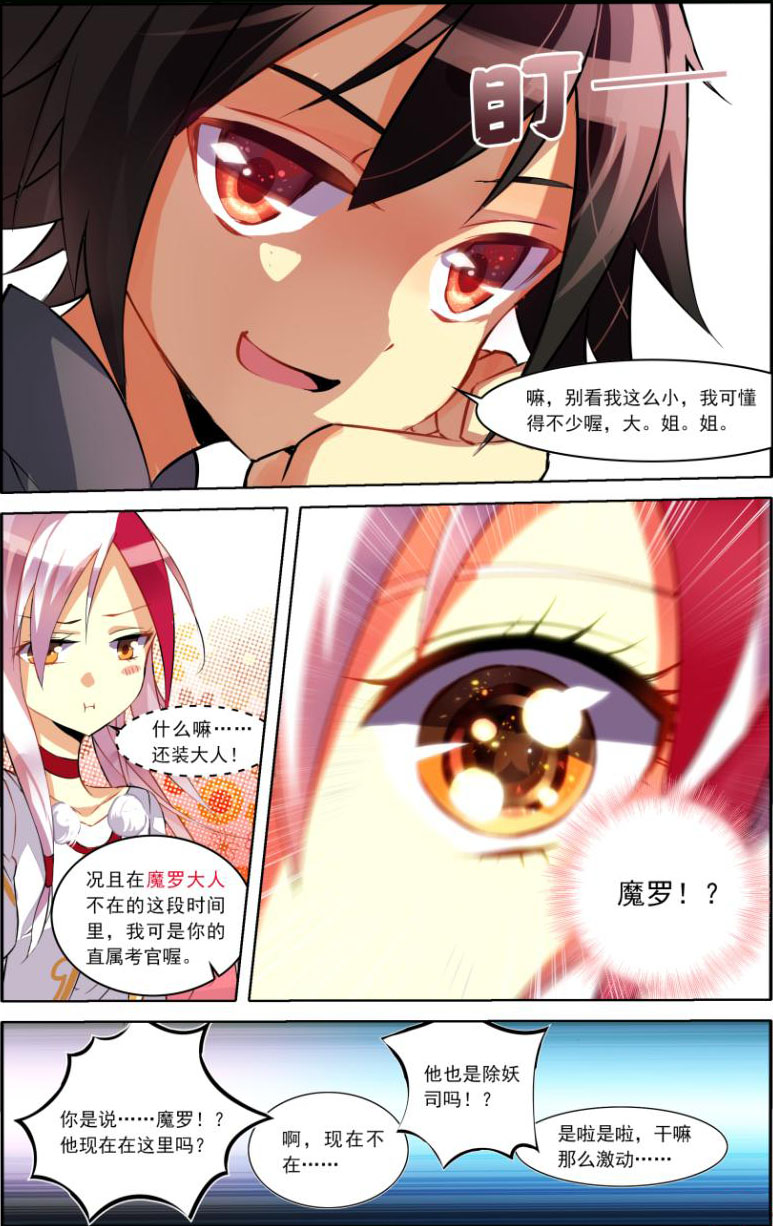 盯——
嘛，别看我这么小，我可懂
得不少喔，大。姐。姐。
什么嘛……
还装大人！
况且在魔罗大人
不在的这段时间
里，我可是你的
直属考官喔。
魔罗！？
你是说……魔罗！？
他现在在这里吗？
啊，现在不
在……
他也是除妖
司吗！？
是啦是啦，干嘛
那么激动……